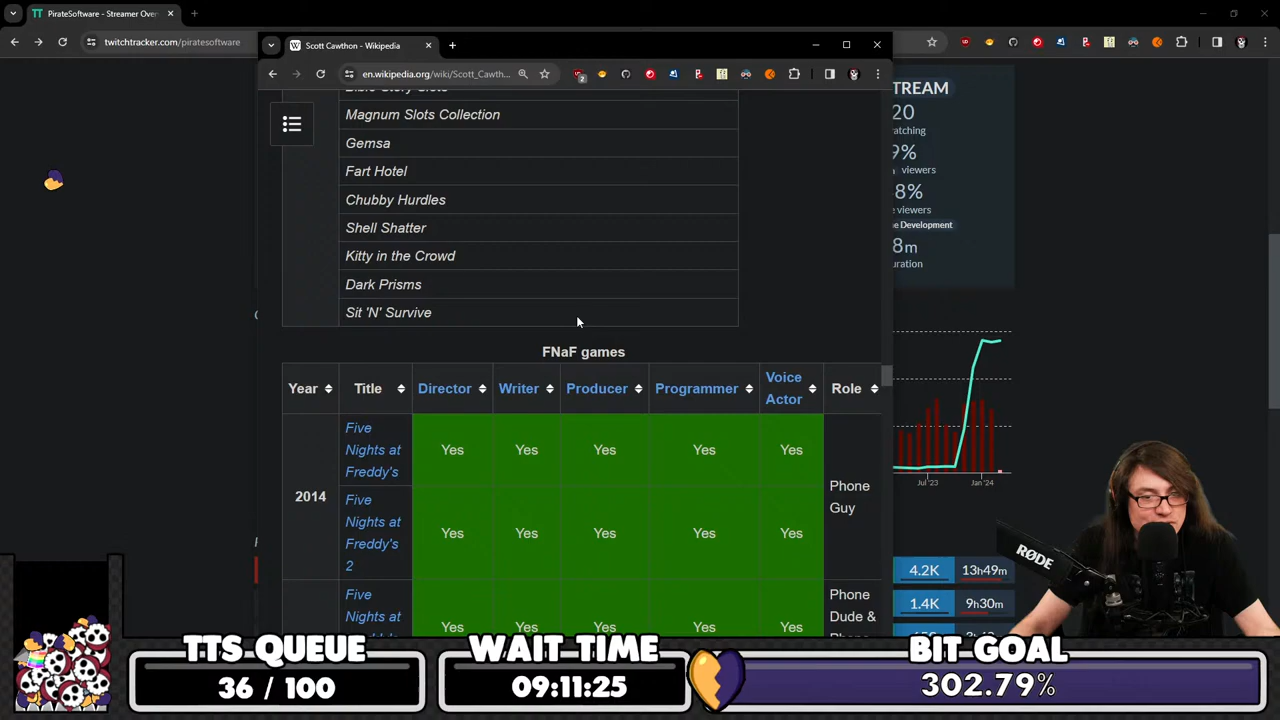 PirateSoftware - Streamer Over
twitchtracker.com/piratesoftware
Scott Cawthon - Wikipedia
en.wikipedia.org/wiki/Scott_Cawth...
2
Magnum Slots Collection
Gemsa
Fart Hotel
Chubby Hurdles
Shell Shatter
Kitty in the Crowd
Dark Prisms
Sit 'N' Survive
FNaF games
Year Title Director Writer Producer Programmer Voice Actor Role
2014
Five Nights at Freddy's
Yes Yes Yes Yes Yes
Five Nights at Freddy's 2
Yes Yes Yes Yes Yes
Phone Guy
Five Nights at
Yes Yes Yes Yes Yes
Phone Dude &
TREAM
20
atching
9%
viewers
8%
e viewers
e Development
8m
uration
Jul '23 Jan '24
4.2K 13h49m
1.4K 9h30m
RØDE
TTS QUEUE
36 / 100
WAIT TIME
09:11:25
BIT GOAL
302.79%